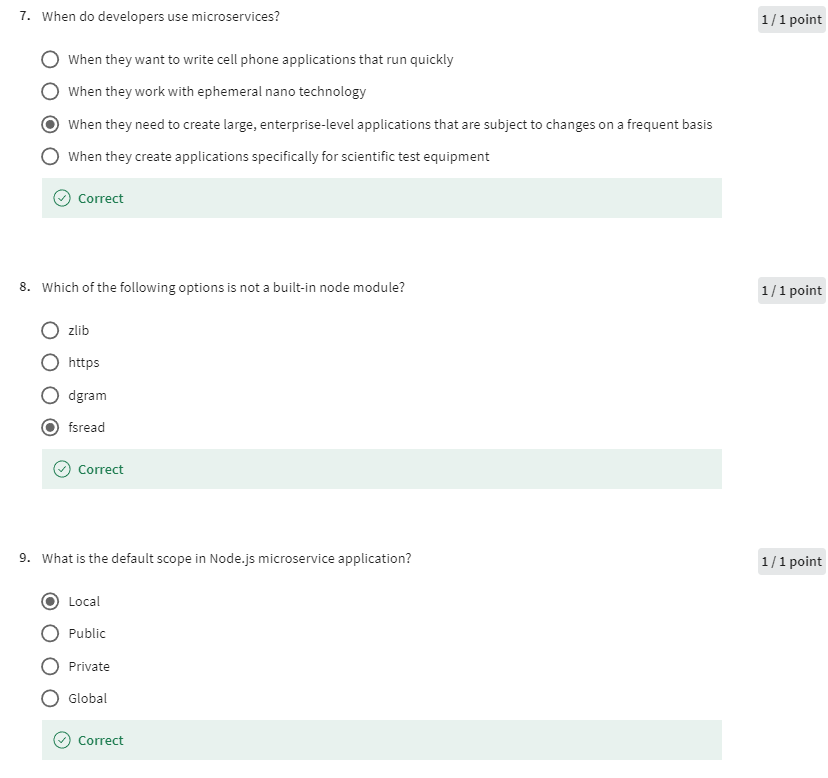 7. When do developers use microservices?
1 / 1 point
When they want to write cell phone applications that run quickly
When they work with ephemeral nano technology
When they need to create large, enterprise-level applications that are subject to changes on a frequent basis
When they create applications specifically for scientific test equipment
Correct
8. Which of the following options is not a built-in node module?
1 / 1 point
zlib
https
dgram
fsread
Correct
9. What is the default scope in Node.js microservice application?
1 / 1 point
Local
Public
Private
Global
Correct